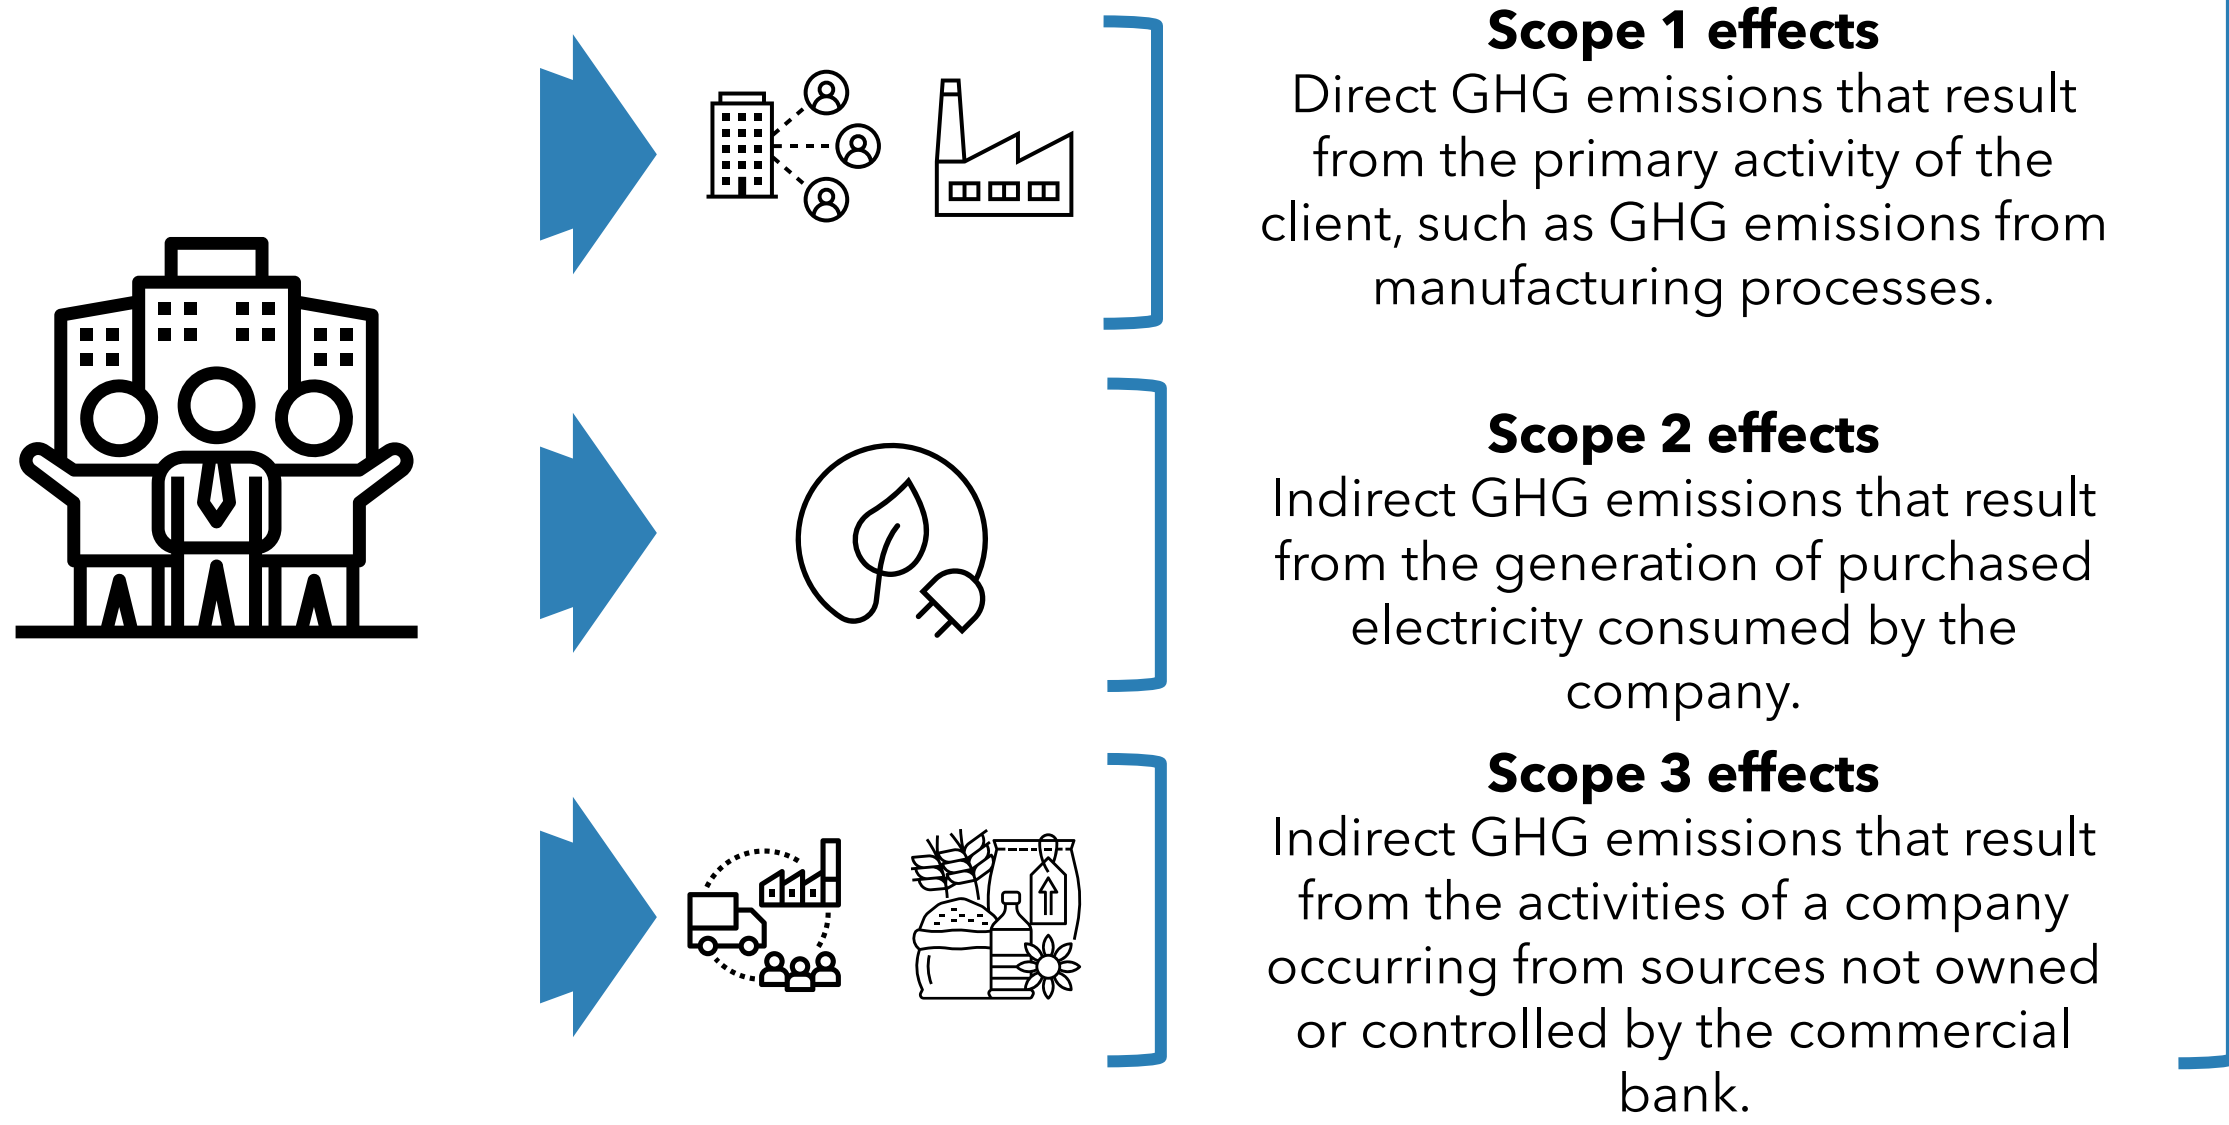 Scope 1 effects
Direct GHG emissions that result
from the primary activity of the
client, such as GHG emissions from
manufacturing processes.
Scope 2 effects
Indirect GHG emissions that result
from the generation of purchased
electricity consumed by the
company.
Scope 3 effects
Indirect GHG emissions that result
from the activities of a company
occurring from sources not owned
or controlled by the commercial
bank.